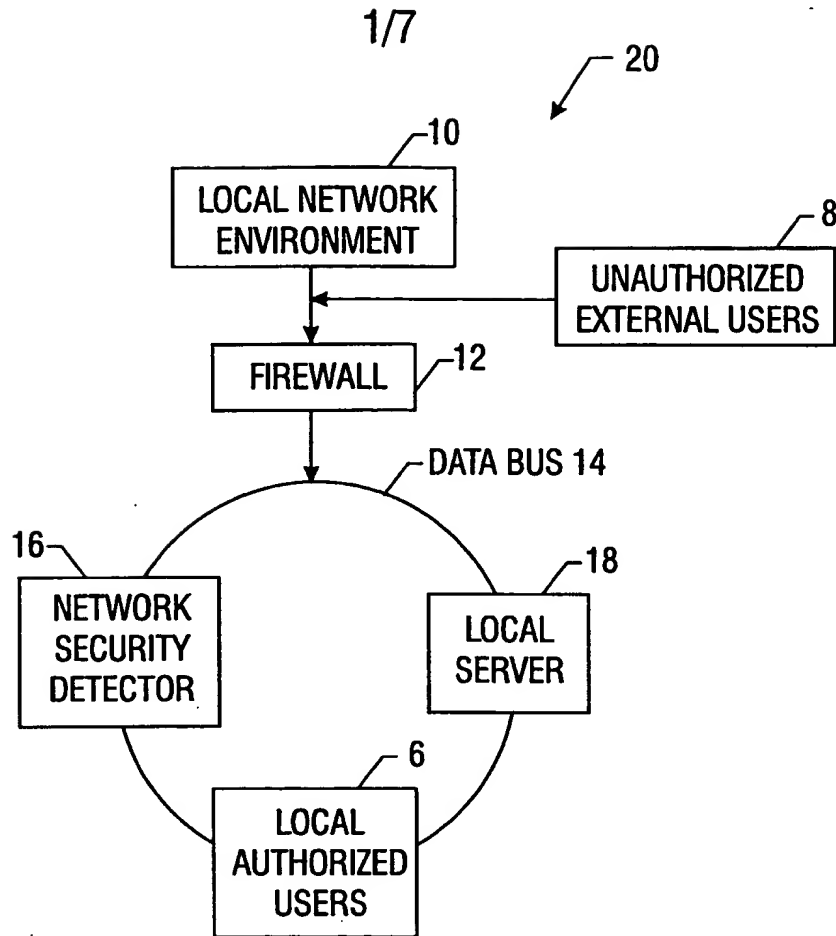 1/7
20
10
LOCAL NETWORK
ENVIRONMENT
8
UNAUTHORIZED
EXTERNAL USERS
FIREWALL
12
DATA BUS 14
16
NETWORK
SECURITY
DETECTOR
18
LOCAL
SERVER
6
LOCAL
AUTHORIZED
USERS